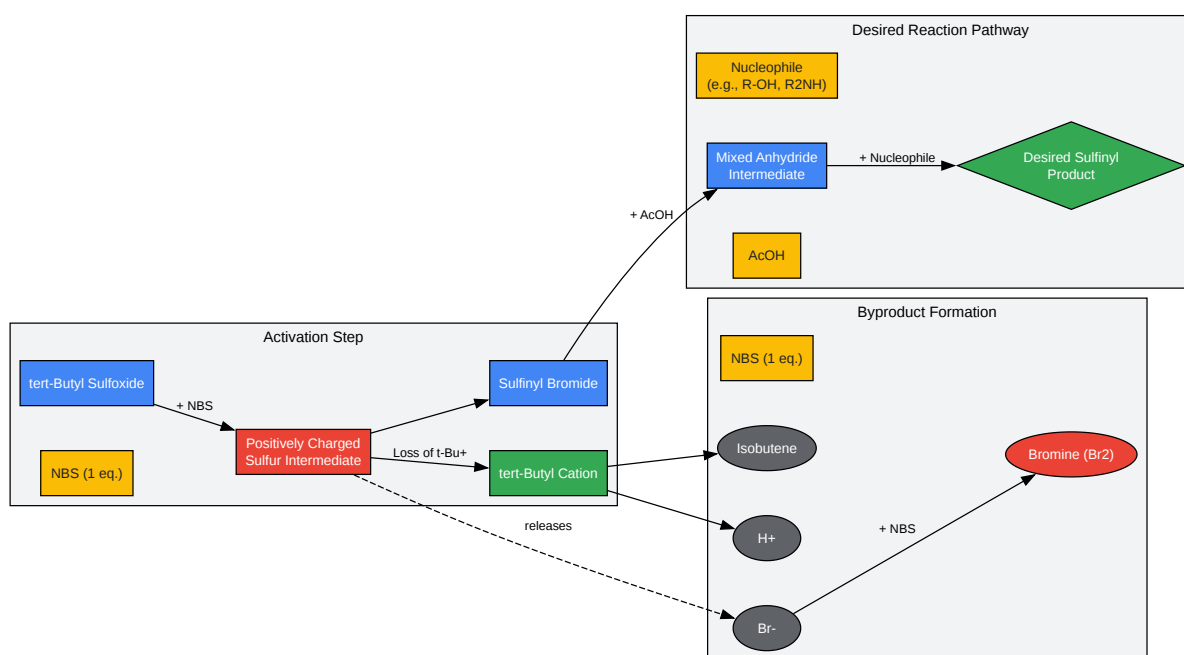 Desired Reaction Pathway
Nucleophile
(e.g., R-OH, R2NH)
Mixed Anhydride
Intermediate
+ Nucleophile
Desired Sulfinyl
Product
+ AcOH
AcOH
Activation Step
tert-Butyl Sulfoxide
+ NBS
Sulfinyl Bromide
Positively Charged
Sulfur Intermediate
Loss of t-Bu+
NBS (1 eq.)
tert-Butyl Cation
releases
Byproduct Formation
NBS (1 eq.)
Isobutene
Bromine (Br2)
H+
+ NBS
Br-